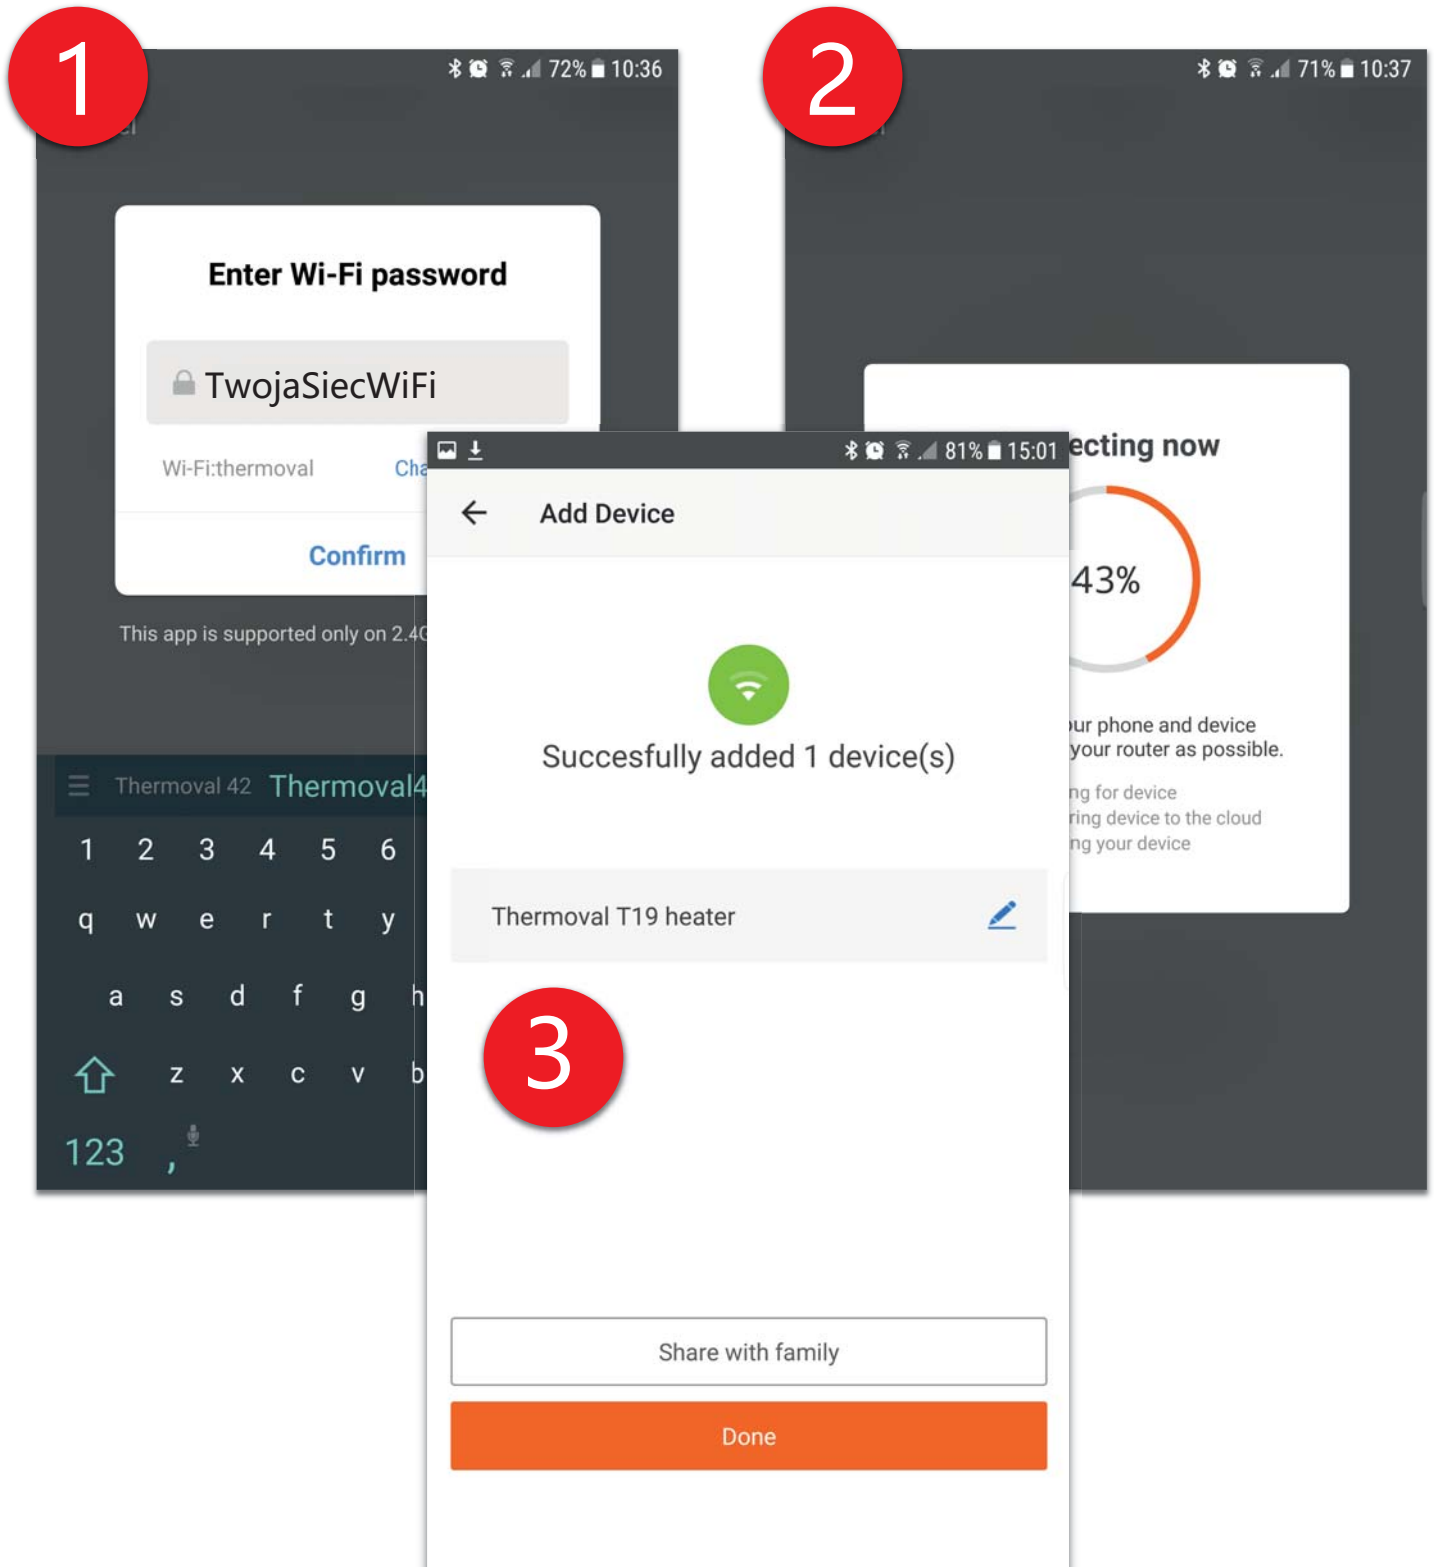 1
72% 10:36
Enter Wi-Fi password
TwojaSiecWiFi
Wi-Fi:thermoval
Confirm
This app is supported only on
Thermoval 42 Thermoval4
1 2 3 4 5 6
q w e r t y
a s d f g h
z x c v b
123 ,
2
71% 10:37
ecting now
43%
ur phone and device
your router as possible.
ng for device
ring device to the cloud
ng your device
81% 15:01
Add Device
Succesfully added 1 device(s)
Thermoval T19 heater
3
Share with family
Done